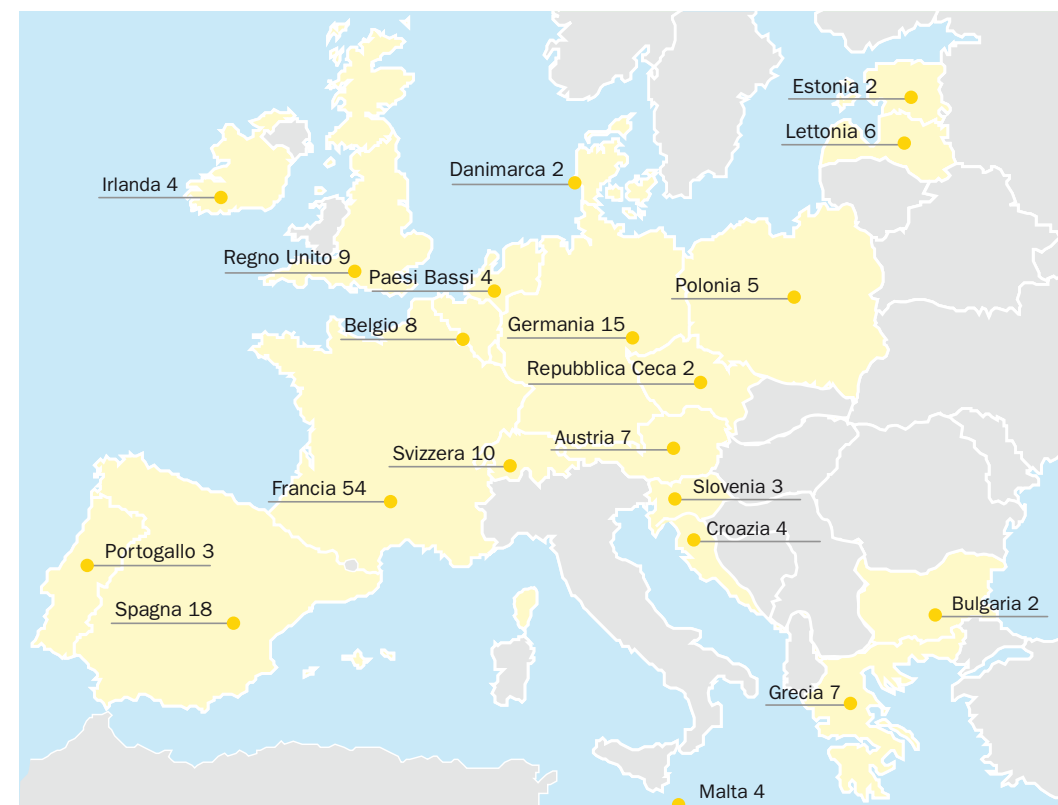 Estonia 2
Lettonia 6
Danimarca 2
Irlanda 4
Regno Unito 9
Paesi Bassi 4
Polonia 5
Belgio 8
Germania 15
Repubblica Ceca 2
Austria 7
Svizzera 10
Francia 54
Slovenia 3
Croazia 4
Portogallo 3
Spagna 18
Bulgaria 2
Grecia 7
Malta 4